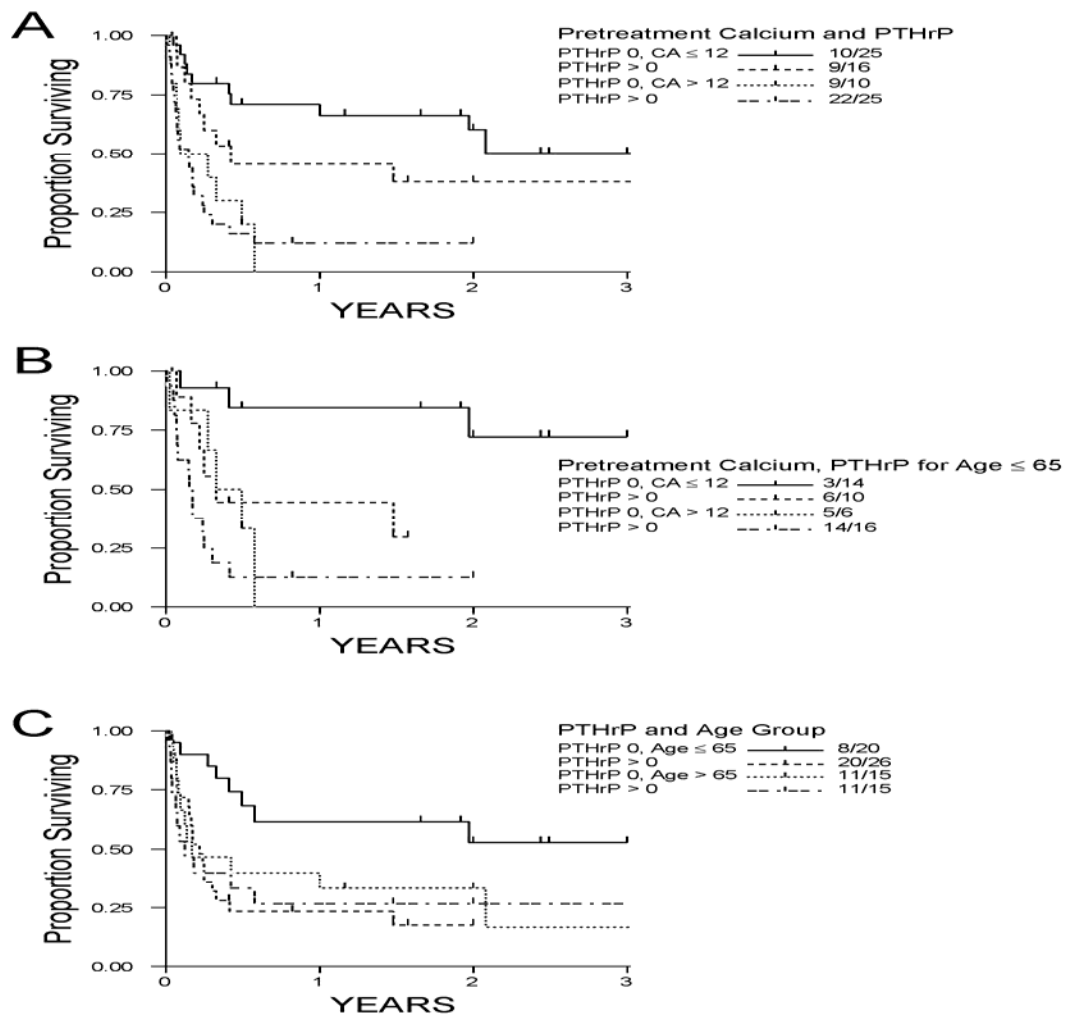 A
Pretreatment Calcium and PTHrP
PTHrP 0, CA ≤ 12 10/25
PTHrP > 0 9/16
PTHrP 0, CA > 12 9/10
PTHrP > 0 22/25
Proportion Surviving
1.00
0.75
0.50
0.25
0.00
0 1 2 3
YEARS
B
Pretreatment Calcium, PTHrP for Age ≤ 65
PTHrP 0, CA ≤ 12 3/14
PTHrP > 0 6/10
PTHrP 0, CA > 12 5/6
PTHrP > 0 14/16
Proportion Surviving
1.00
0.75
0.50
0.25
0.00
0 1 2 3
YEARS
C
PTHrP and Age Group
PTHrP 0, Age ≤ 65 8/20
PTHrP > 0 20/26
PTHrP 0, Age > 65 11/15
PTHrP > 0 11/15
Proportion Surviving
1.00
0.75
0.50
0.25
0.00
0 1 2 3
YEARS